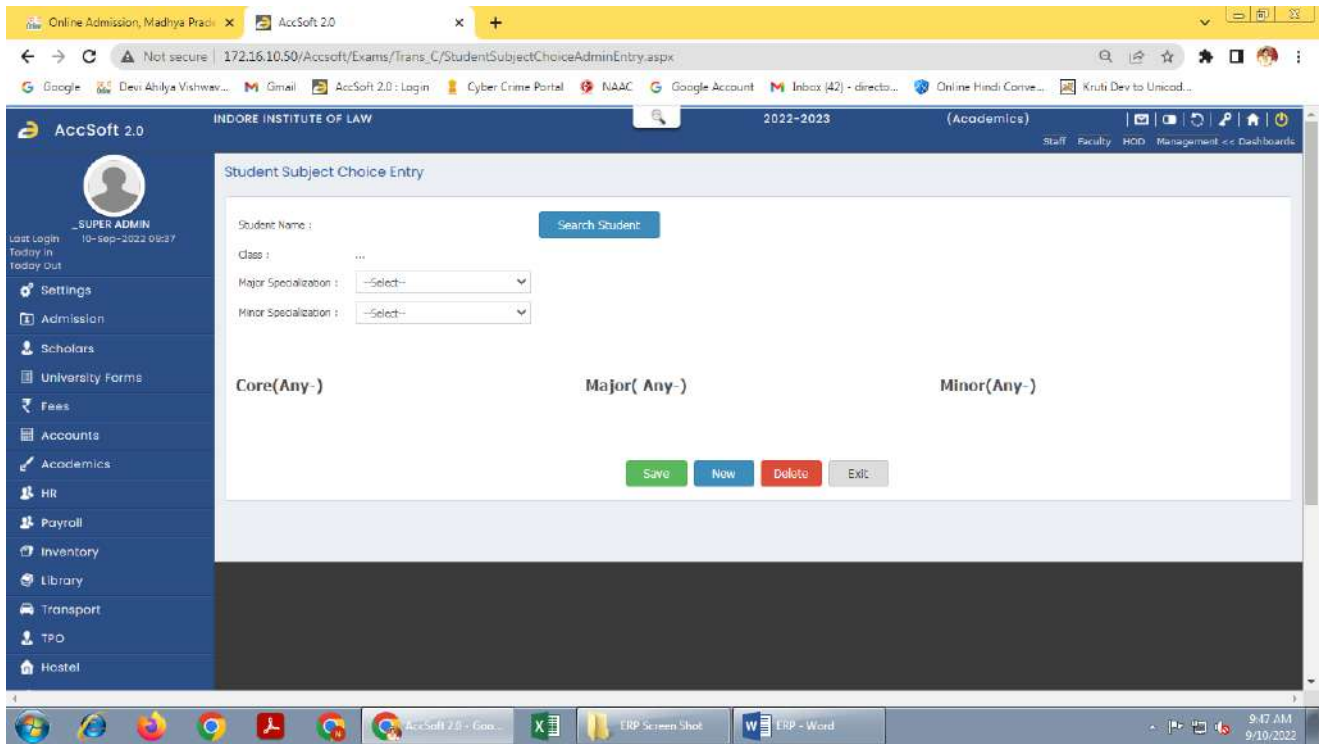 Online Admission, Madhya Prad
AccSoft 2.0
Not secure
172.16.10.50/Accsoft/Exams/Trans_C/StudentSubjectChoiceAdminEntry.aspx
Google
Devi Ahilya Vishwav...
Gmail
AccSoft 2.0 : Login
Cyber Crime Portal
NAAC
Google Account
Inbox (42) - directo...
Online Hindi Conve...
Kruti Dev to Unicod...
AccSoft 2.0
INDORE INSTITUTE OF LAW
2022-2023
(Academics)
Staff Faculty HOD Management << Dashboards
_SUPER ADMIN
Last Login 10-Sep-2022 09:37
Today In
Today Out
Settings
Admission
Scholars
University Forms
Fees
Accounts
Academics
HR
Payroll
Inventory
Library
Transport
TPO
Hostel
Student Subject Choice Entry
Student Name :
Search Student
Class : ...
Major Specialization : --Select--
Minor Specialization : --Select--
Core(Any-)
Major( Any-)
Minor(Any-)
Save
New
Delete
Exit
AccSoft 2.0 - Goo...
ERP Screen Shot
ERP - Word
9:47 AM
9/10/2022